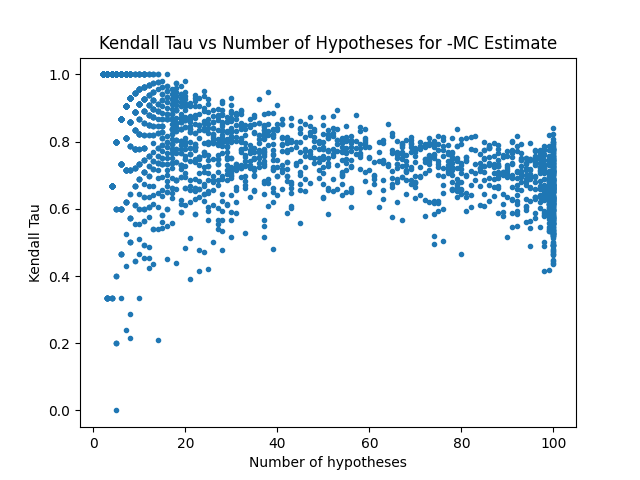 Kendall Tau vs Number of Hypotheses for -MC Estimate
1.0
0.8
0.6
0.4
0.2
0.0
Kendall Tau
0 20 40 60 80 100
Number of hypotheses